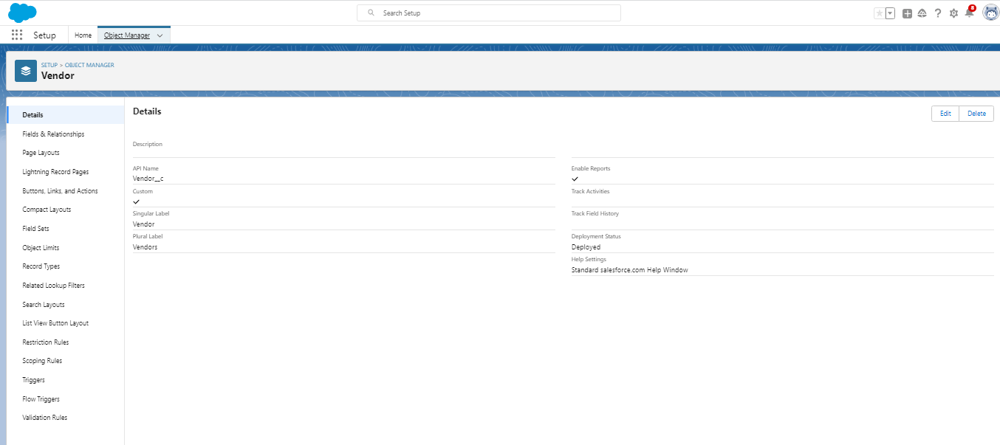 Search Setup
8
Setup
Home
Object Manager
SETUP > OBJECT MANAGER
Vendor
Details
Fields & Relationships
Page Layouts
Lightning Record Pages
Buttons, Links, and Actions
Compact Layouts
Field Sets
Object Limits
Record Types
Related Lookup Filters
Search Layouts
List View Button Layout
Restriction Rules
Scoping Rules
Triggers
Flow Triggers
Validation Rules
Details
Edit
Delete
Description
API Name
Vendor__c
Custom
Singular Label
Vendor
Plural Label
Vendors
Enable Reports
Track Activities
Track Field History
Deployment Status
Deployed
Help Settings
Standard salesforce.com Help Window